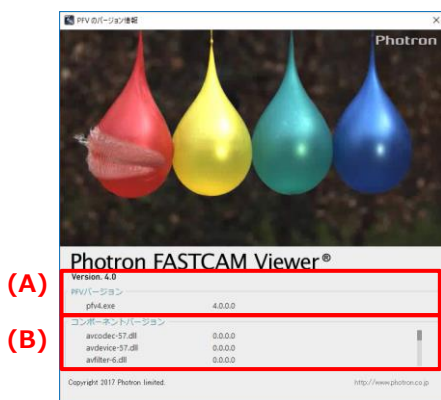 PFV のバージョン情報
Photron
Photron FASTCAM Viewer®
(A)
Version. 4.0
PFVバージョン
pfv4.exe 4.0.0.0
(B)
コンポーネントバージョン
avcodec-57.dll 0.0.0.0
avdevice-57.dll 0.0.0.0
avfilter-6.dll 0.0.0.0
Copyright 2017 Photron limited. http://www.photron.co.jp